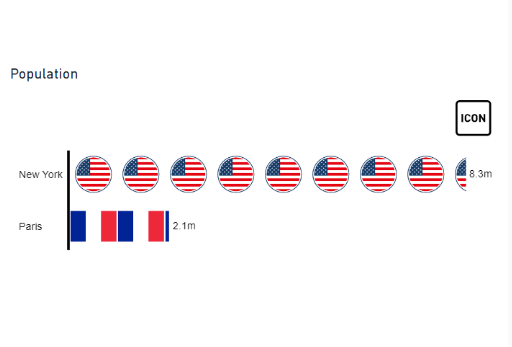 Population
ICON
New York 8.3m
Paris 2.1m